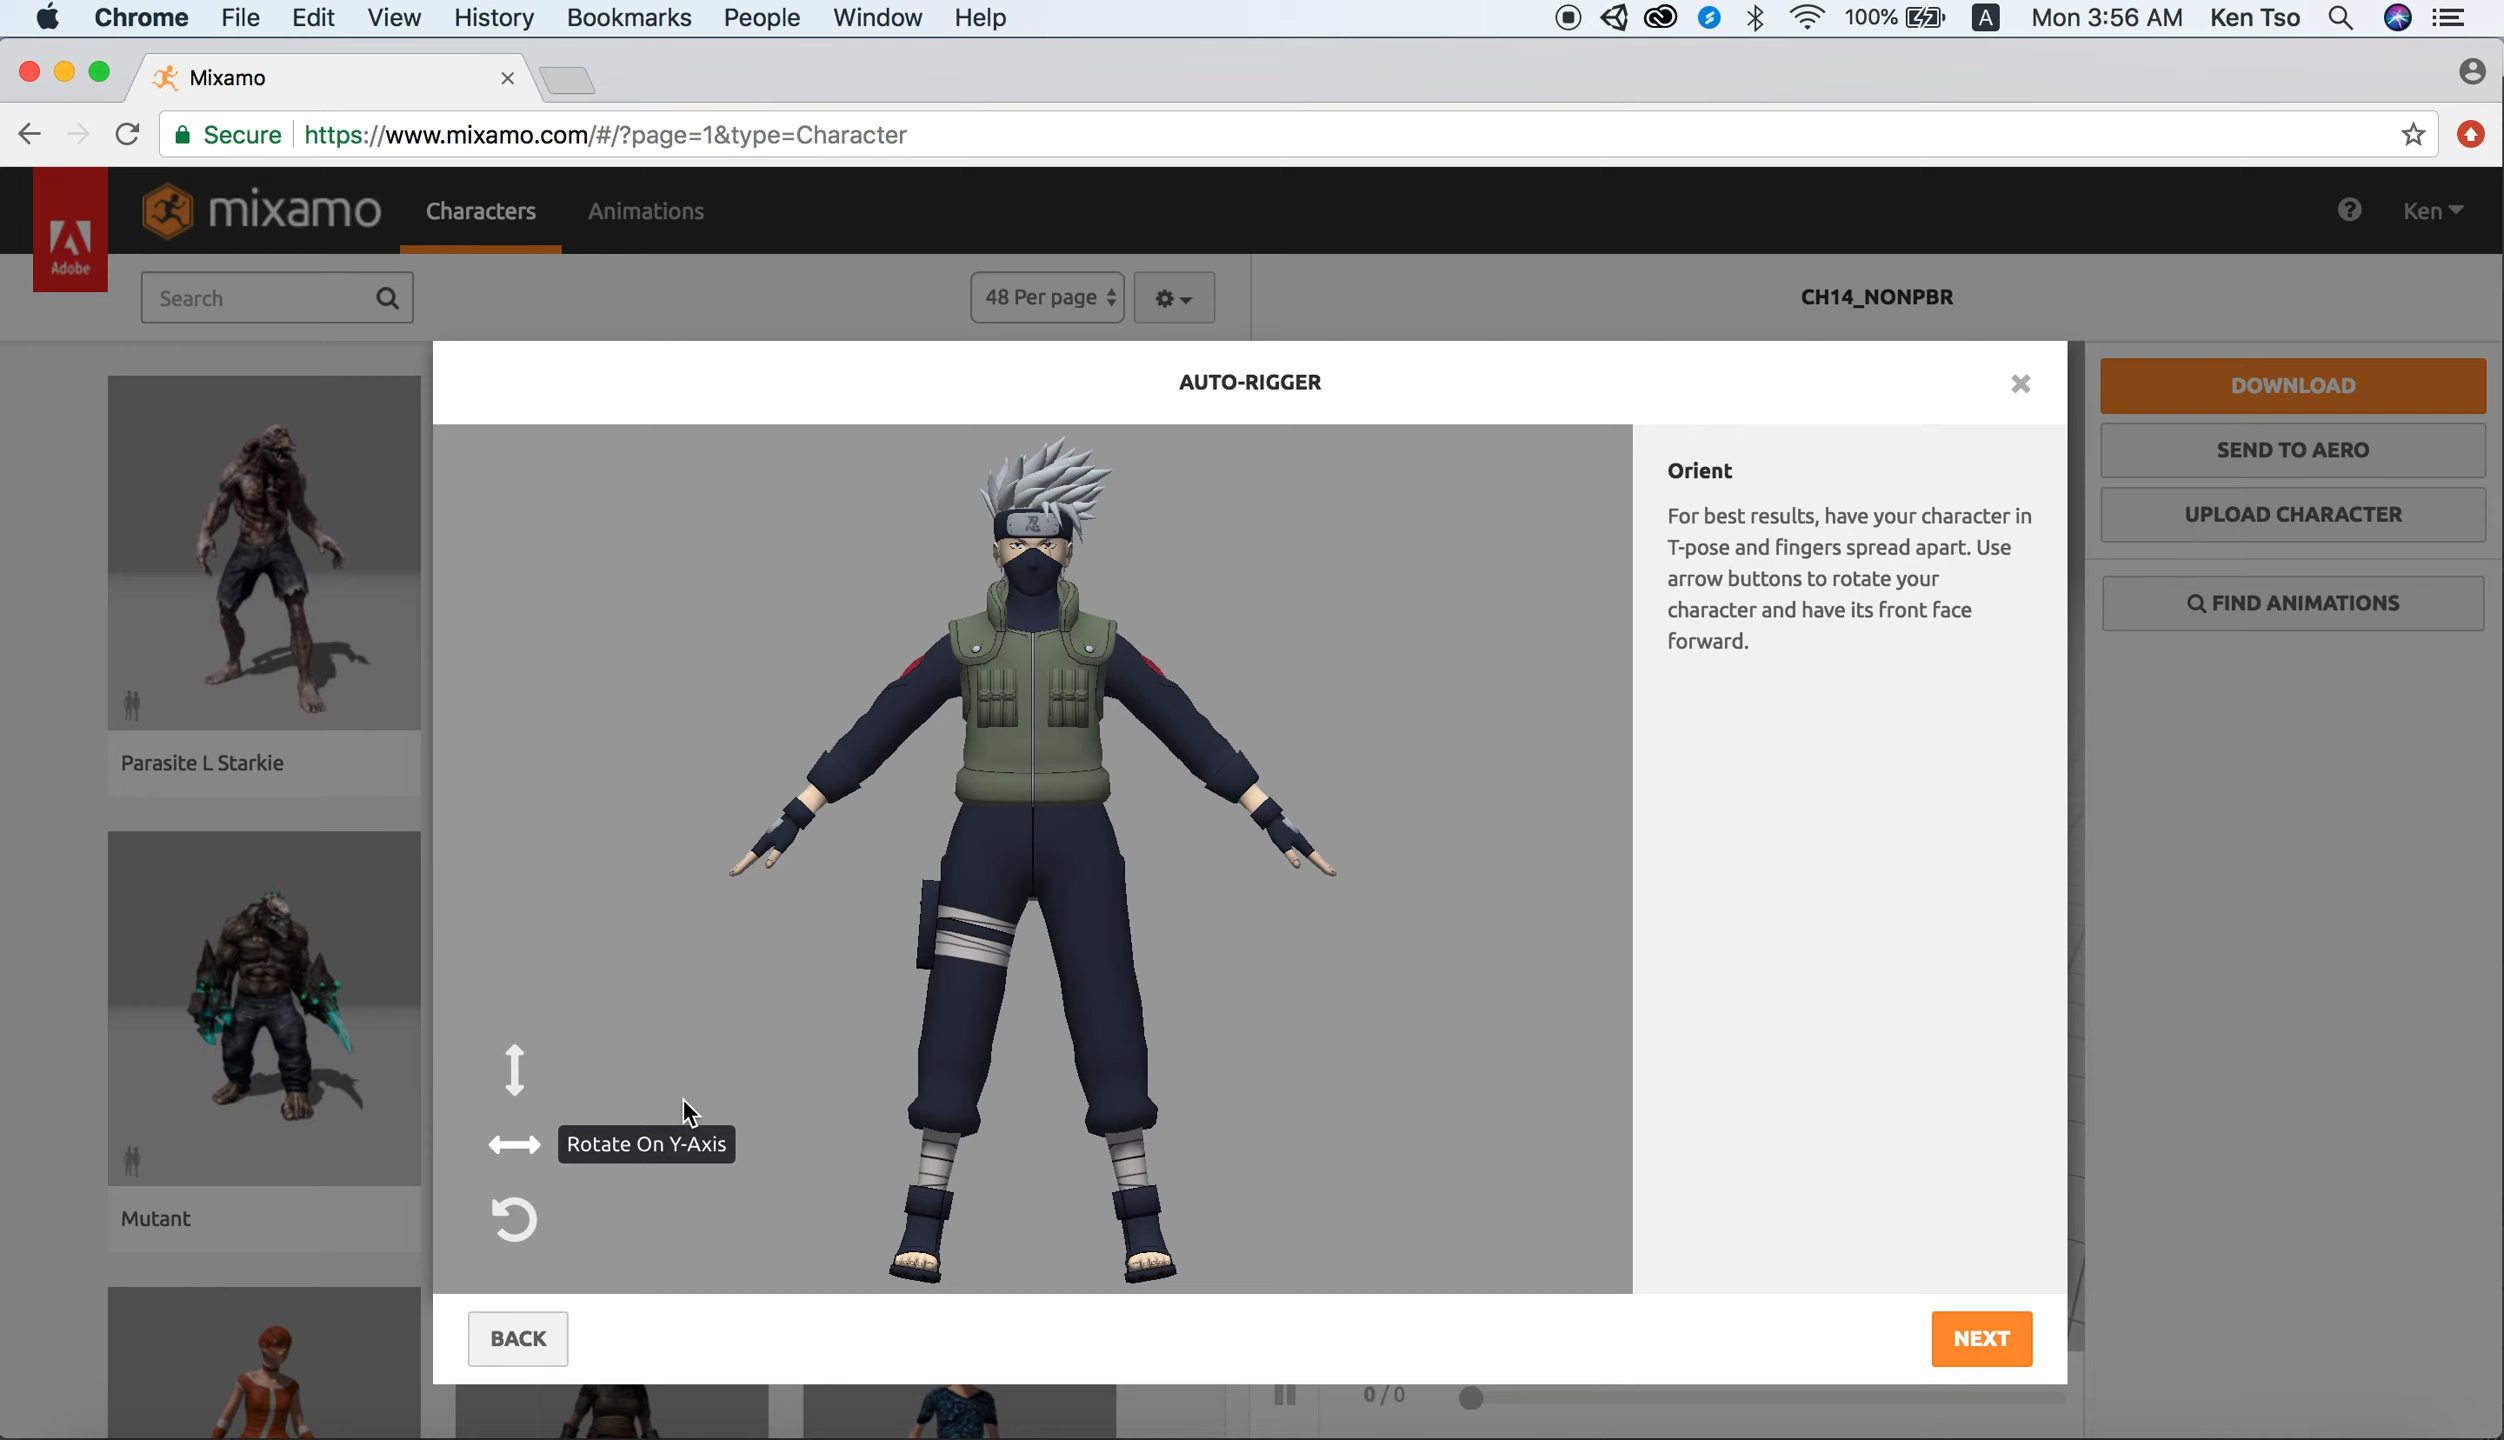 Chrome File Edit View History Bookmarks People Window Help 100% A Mon 3:56 AM Ken Tso
Mixamo
Secure https://www.mixamo.com/#/?page=1&type=Character
Adobe
mixamo Characters Animations ? Ken
Search 48 Per page CH14_NONPBR
AUTO-RIGGER
DOWNLOAD
SEND TO AERO
UPLOAD CHARACTER
FIND ANIMATIONS
Orient
For best results, have your character in
T-pose and fingers spread apart. Use
arrow buttons to rotate your
character and have its front face
forward.
忍
Parasite L Starkie
Rotate On Y-Axis
Mutant
BACK NEXT
0 / 0